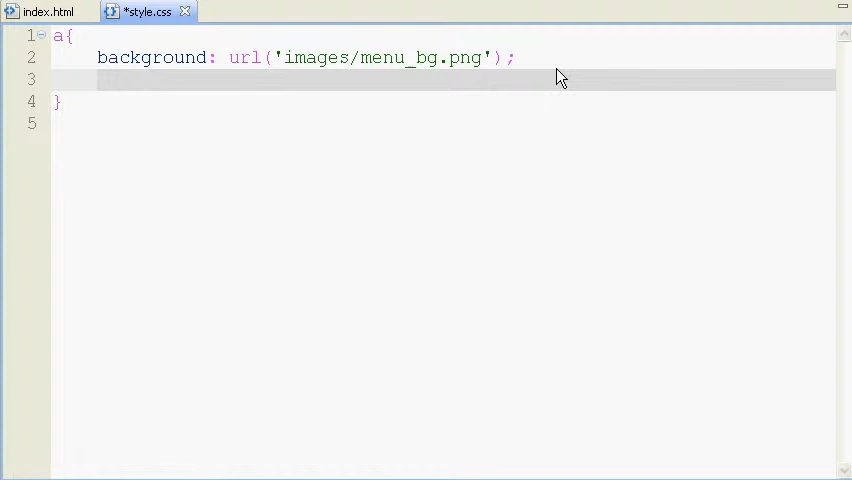 index.html *style.css
1 a{
2 background: url('images/menu_bg.png');
3
4 }
5